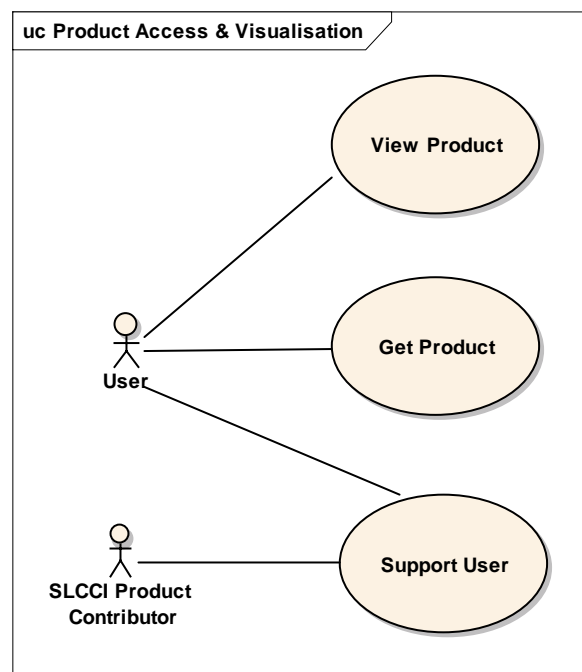 uc Product Access & Visualisation
View Product
Get Product
User
Support User
SLCCI Product
Contributor